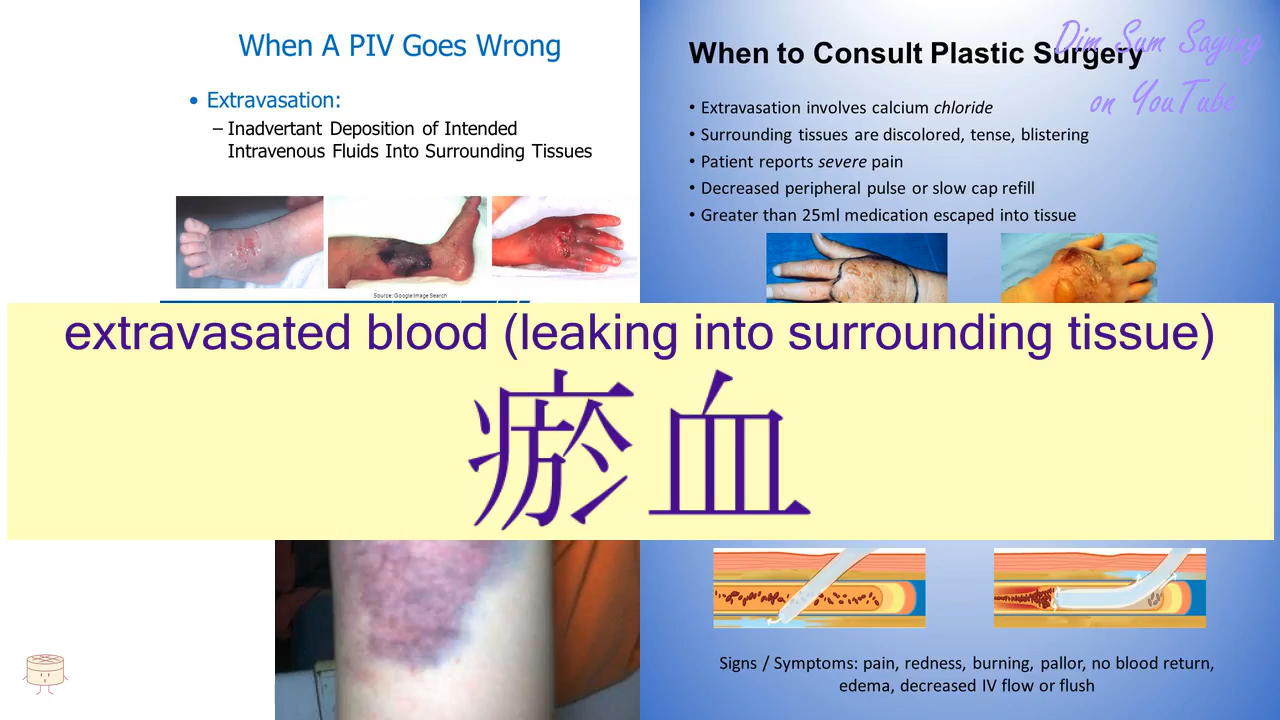 When A PIV Goes Wrong
• Extravasation:
– Inadvertent Deposition of Intended
Intravenous Fluids Into Surrounding Tissues
Source: Google Image Search
When to Consult Plastic Surgery
Dim Sum Saying
on YouTube
• Extravasation involves calcium chloride
• Surrounding tissues are discolored, tense, blistering
• Patient reports severe pain
• Decreased peripheral pulse or slow cap refill
• Greater than 25ml medication escaped into tissue
extravasated blood (leaking into surrounding tissue)
瘀血
Signs / Symptoms: pain, redness, burning, pallor, no blood return,
edema, decreased IV flow or flush